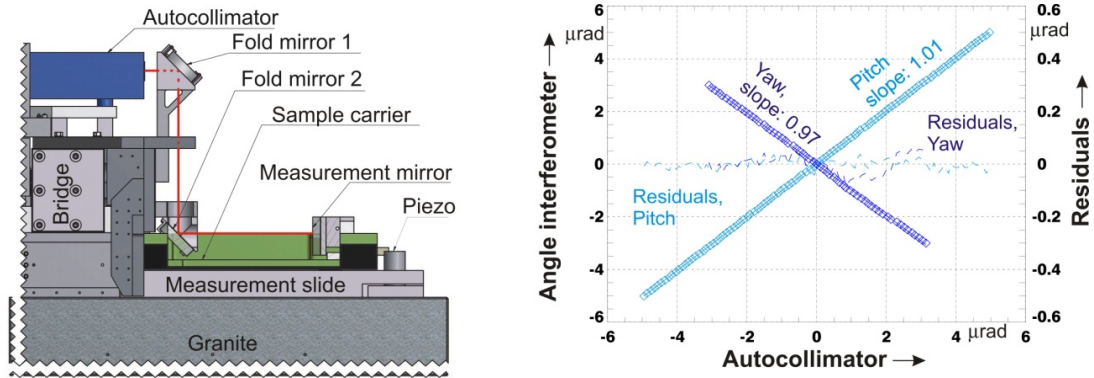 Autocollimator
Fold mirror 1
Fold mirror 2
Sample carrier
Measurement mirror
Piezo
Bridge
Measurement slide
Granite
Angle interferometer
6
µrad
4
2
0
-2
-4
-6
Yaw,
slope: 0.97
Pitch
slope: 1.01
Residuals,
Yaw
Residuals,
Pitch
0.6
µrad
0.4
0.2
0
-0.2
-0.4
-0.6
Residuals
-6
-4
-2
0
2
4
µrad
6
Autocollimator